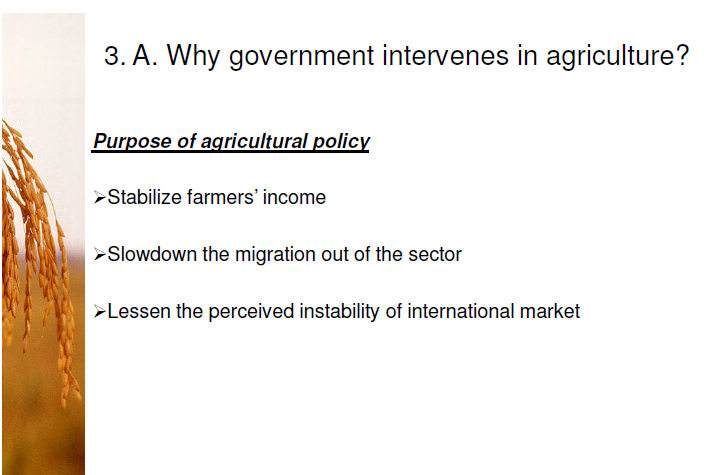 3. A. Why government intervenes in agriculture?
Purpose of agricultural policy
➢Stabilize farmers’ income
➢Slowdown the migration out of the sector
➢Lessen the perceived instability of international market